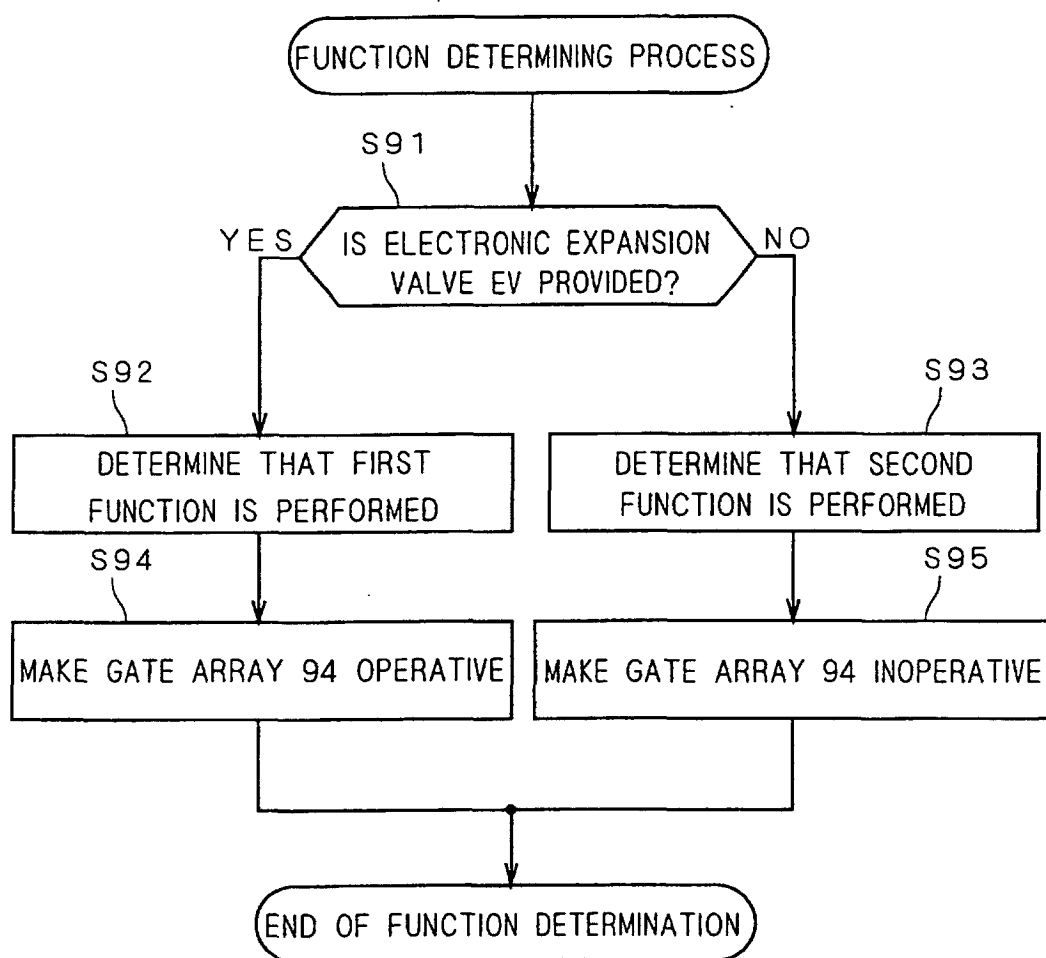 FUNCTION DETERMINING PROCESS
S91
YES
IS ELECTRONIC EXPANSION
VALVE EV PROVIDED?
NO
S92
DETERMINE THAT FIRST
FUNCTION IS PERFORMED
S93
DETERMINE THAT SECOND
FUNCTION IS PERFORMED
S94
MAKE GATE ARRAY 94 OPERATIVE
S95
MAKE GATE ARRAY 94 INOPERATIVE
END OF FUNCTION DETERMINATION